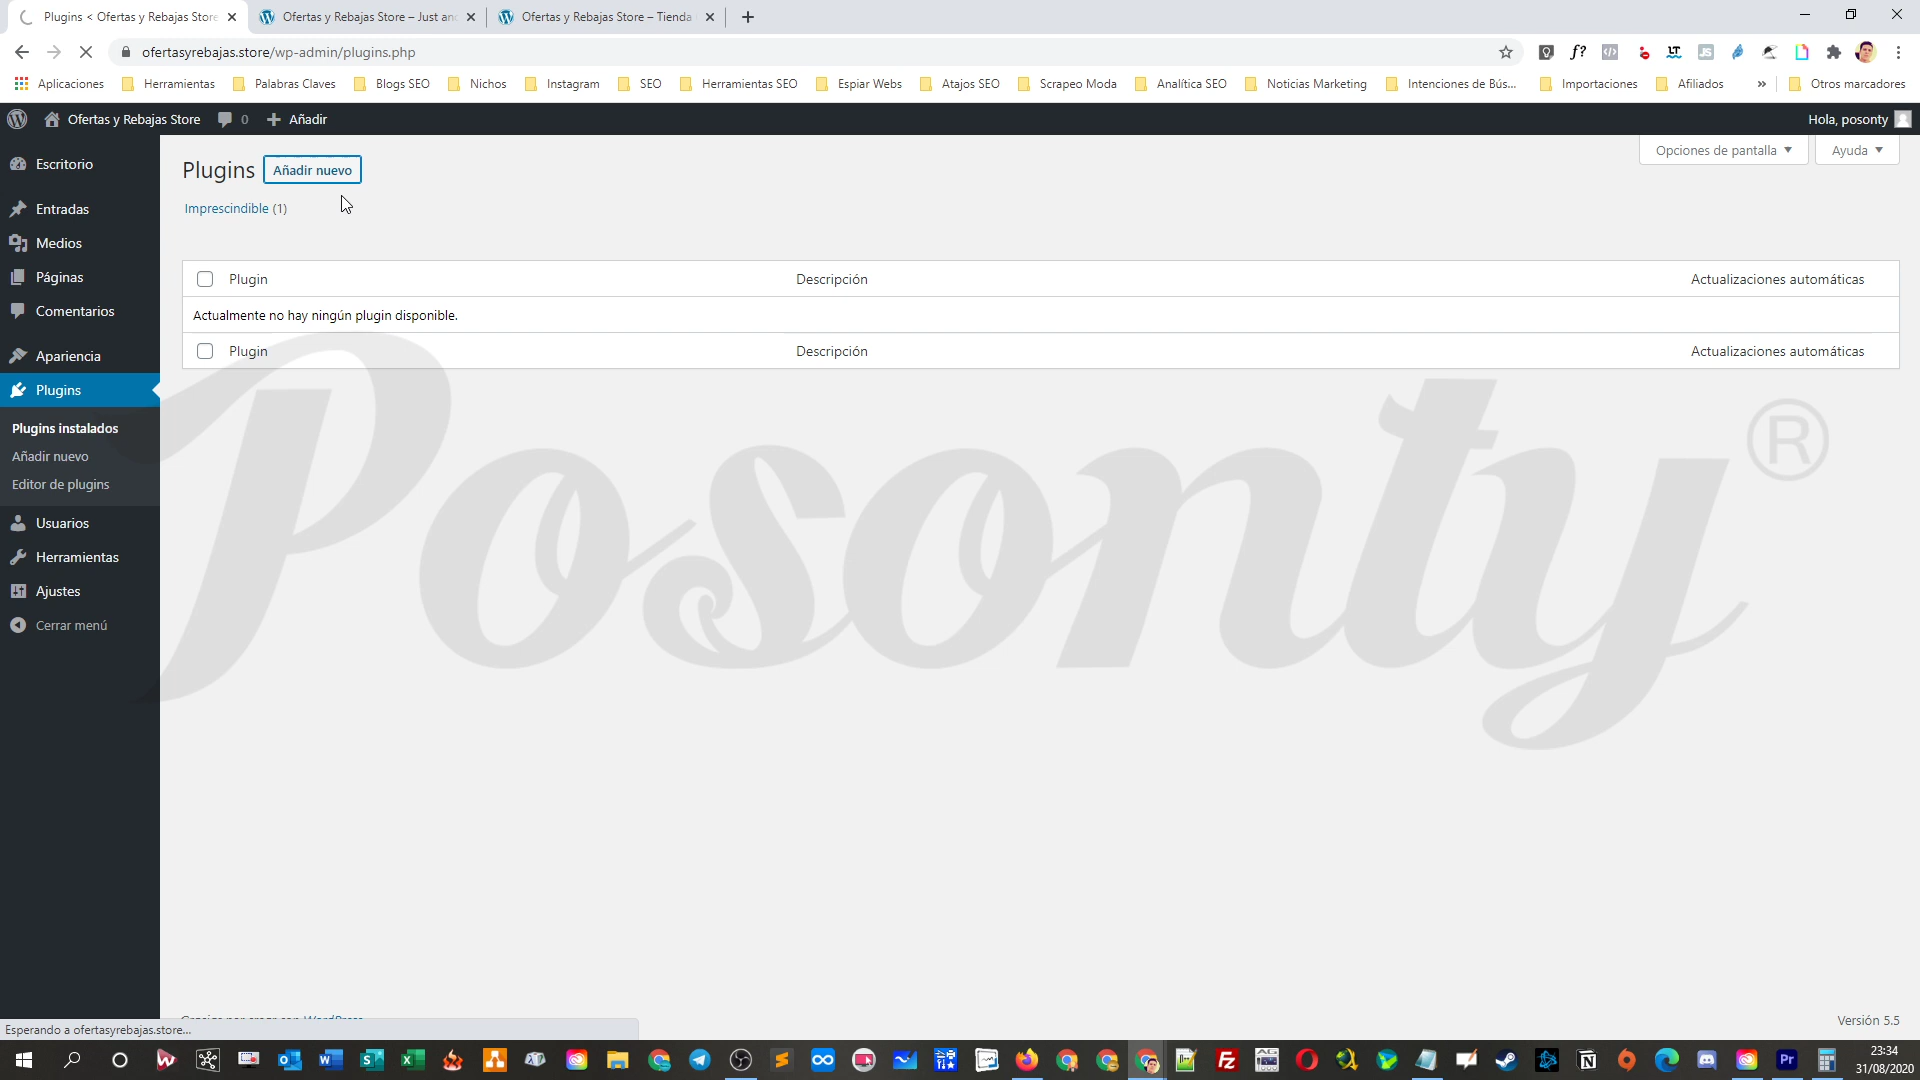 Plugins < Ofertas y Rebajas Store
Ofertas y Rebajas Store – Just an
Ofertas y Rebajas Store – Tienda
ofertasyrebajas.store/wp-admin/plugins.php
Aplicaciones
Herramientas
Palabras Claves
Blogs SEO
Nichos
Instagram
SEO
Herramientas SEO
Espiar Webs
Atajos SEO
Scrapeo Moda
Analítica SEO
Noticias Marketing
Intenciones de Bús...
Importaciones
Afiliados
»
Otros marcadores
Ofertas y Rebajas Store
0
Añadir
Hola, posonty
Escritorio
Entradas
Medios
Páginas
Comentarios
Apariencia
Plugins
Plugins instalados
Añadir nuevo
Editor de plugins
Usuarios
Herramientas
Ajustes
Cerrar menú
Plugins
Añadir nuevo
Opciones de pantalla
Ayuda
Imprescindible (1)
Plugin
Descripción
Actualizaciones automáticas
Actualmente no hay ningún plugin disponible.
Plugin
Descripción
Actualizaciones automáticas
Posonty®
Versión 5.5
Esperando a ofertasyrebajas.store...
23:34
31/08/2020